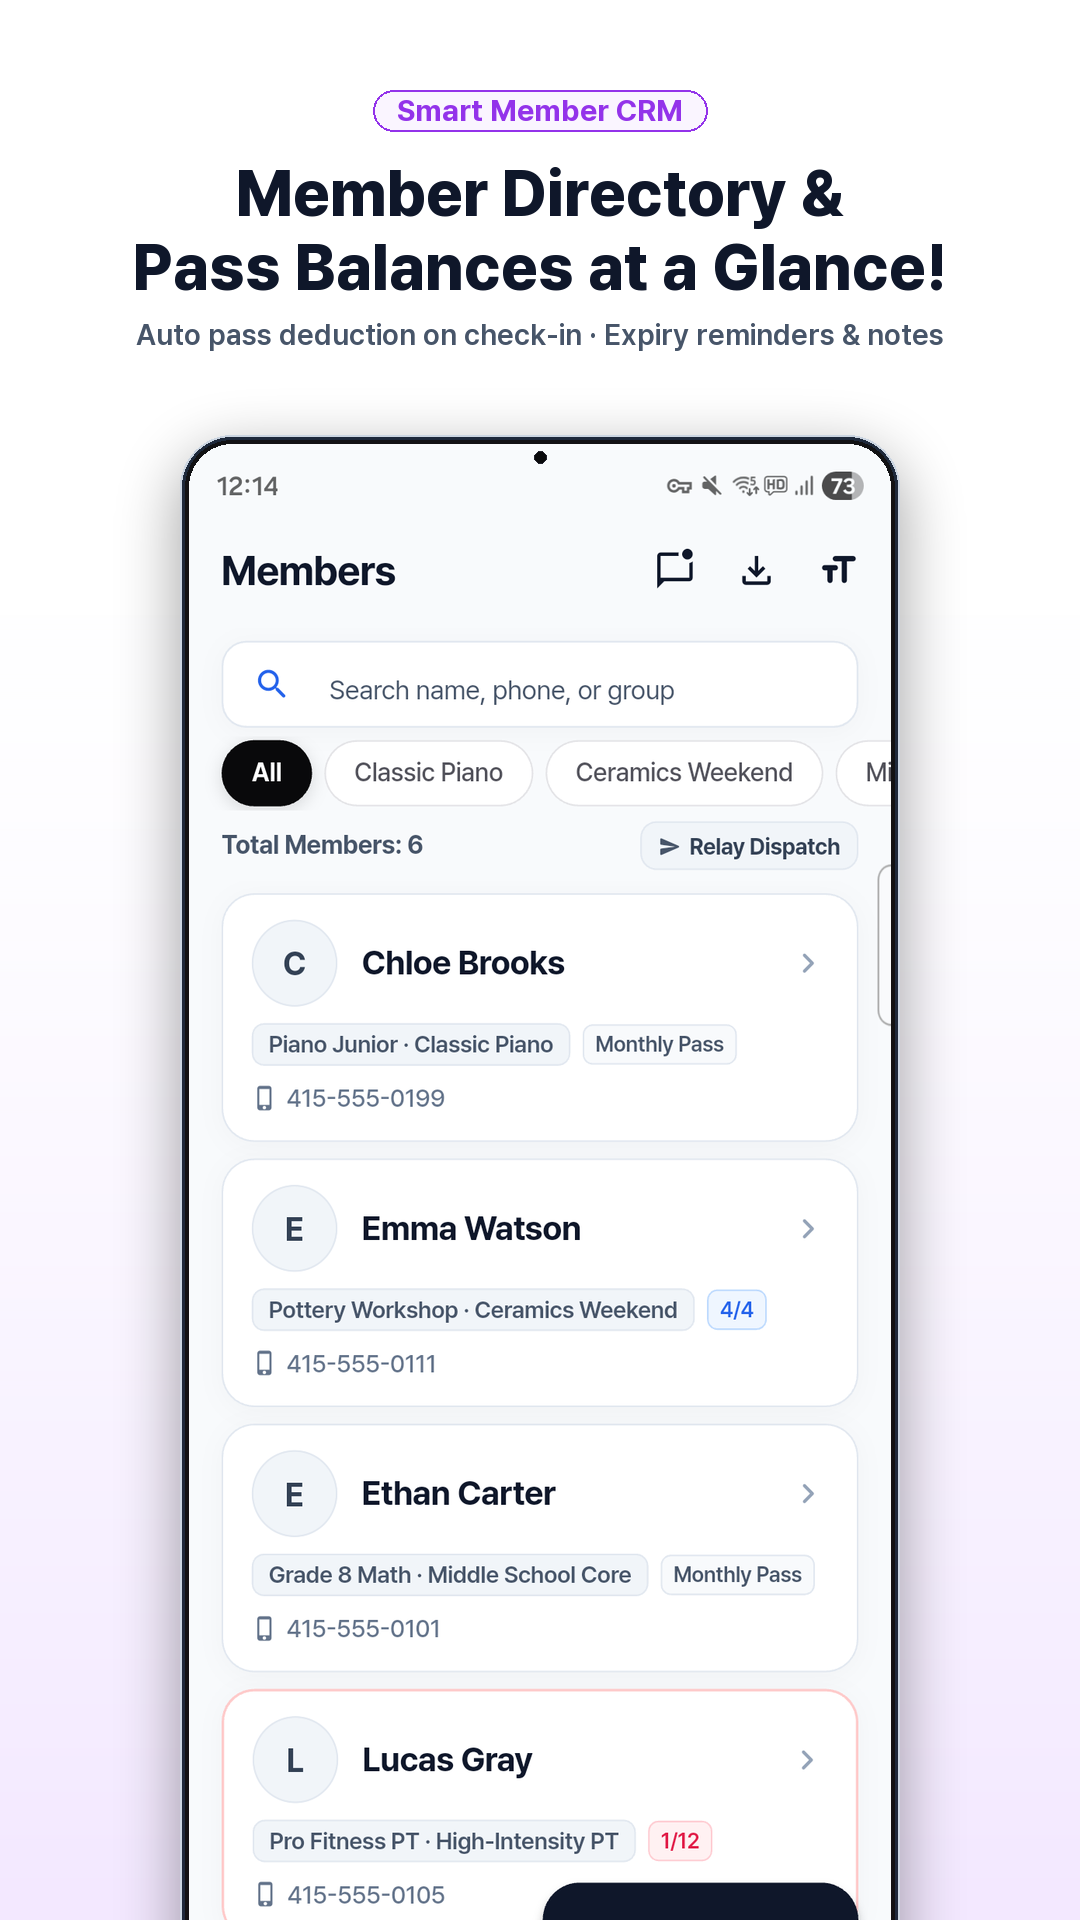 Smart Member CRM
Member Directory &
Pass Balances at a Glance!
Auto pass deduction on check-in · Expiry reminders & notes
12:14
5
HD
73
Members
Search name, phone, or group
All
Classic Piano
Ceramics Weekend
Mi
Total Members: 6
Relay Dispatch
C
Chloe Brooks
Piano Junior · Classic Piano
Monthly Pass
415-555-0199
E
Emma Watson
Pottery Workshop · Ceramics Weekend
4/4
415-555-0111
E
Ethan Carter
Grade 8 Math · Middle School Core
Monthly Pass
415-555-0101
L
Lucas Gray
Pro Fitness PT · High-Intensity PT
1/12
415-555-0105